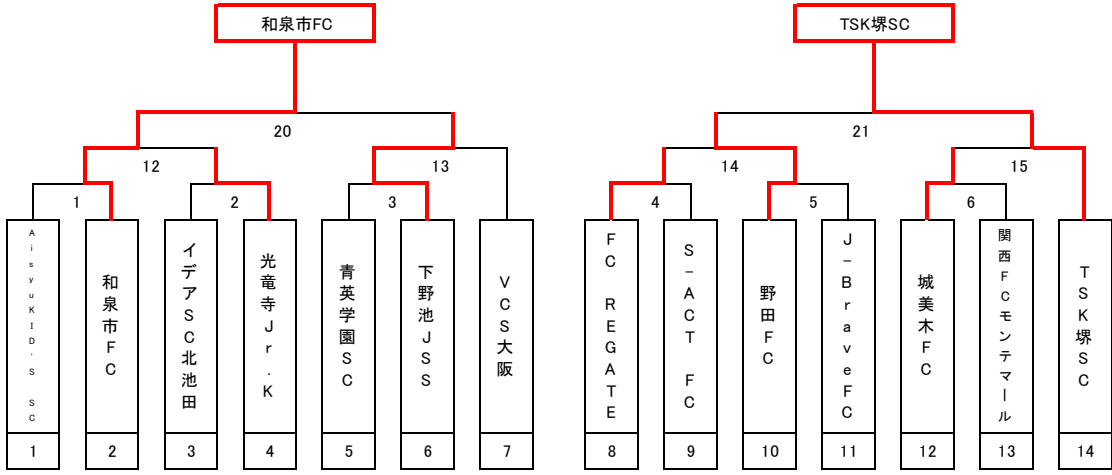 和泉市FC
TSK堺SC
20
21
12
13
14
15
1
2
3
4
5
6
AisyuKID'S SC
和泉市FC
イデアSC北池田
光竜寺Jr.K
青英学園SC
下野池JSS
VCS大阪
FC REGATE
S-ACT FC
野田FC
J-BraveFC
城美木FC
関西FCモンテマール
TSK堺SC
1
2
3
4
5
6
7
8
9
10
11
12
13
14